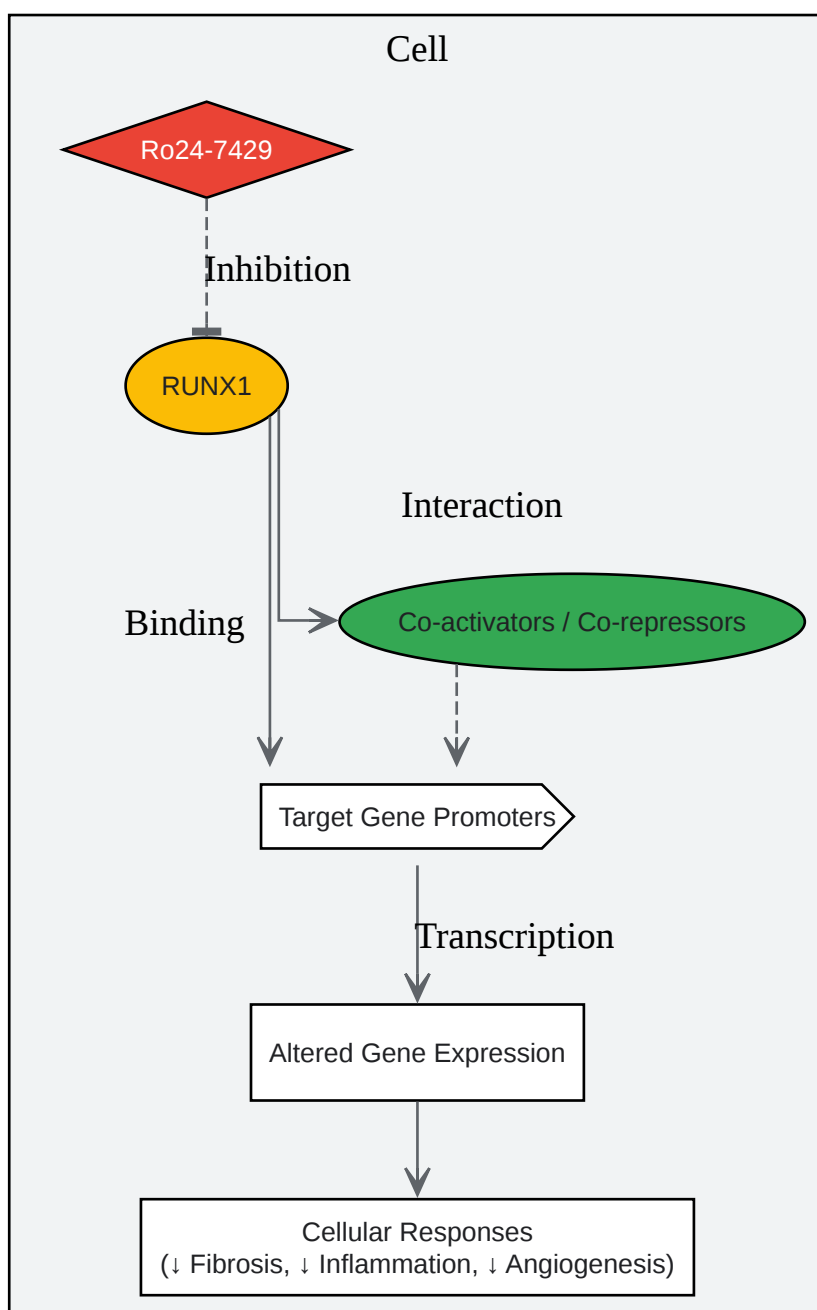 Cell
Ro24-7429
Inhibition
RUNX1
Interaction
Binding
Co-activators / Co-repressors
Target Gene Promoters
Transcription
Altered Gene Expression
Cellular Responses
(↓ Fibrosis, ↓ Inflammation, ↓ Angiogenesis)